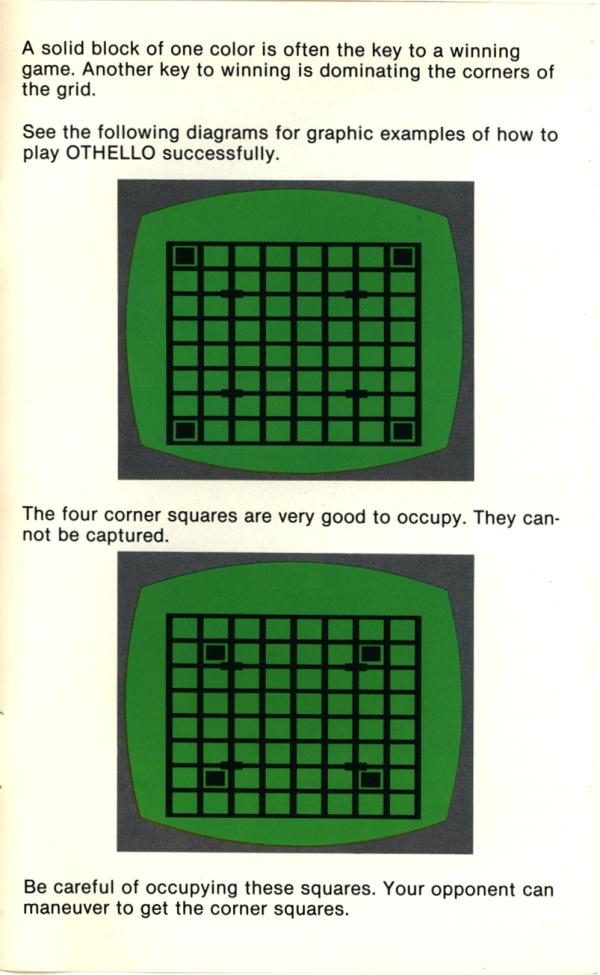 A solid block of one color is often the key to a winning
game. Another key to winning is dominating the corners of
the grid.
See the following diagrams for graphic examples of how to
play OTHELLO successfully.
The four corner squares are very good to occupy. They can-
not be captured.
Be careful of occupying these squares. Your opponent can
maneuver to get the corner squares.